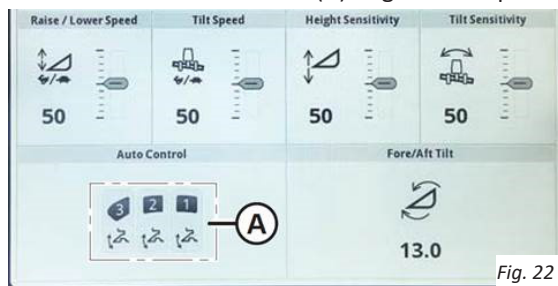 Raise / Lower Speed
Tilt Speed
Height Sensitivity
Tilt Sensitivity
50
50
50
50
Auto Control
Fore/Aft Tilt
3
2
1
A
13.0
Fig. 22